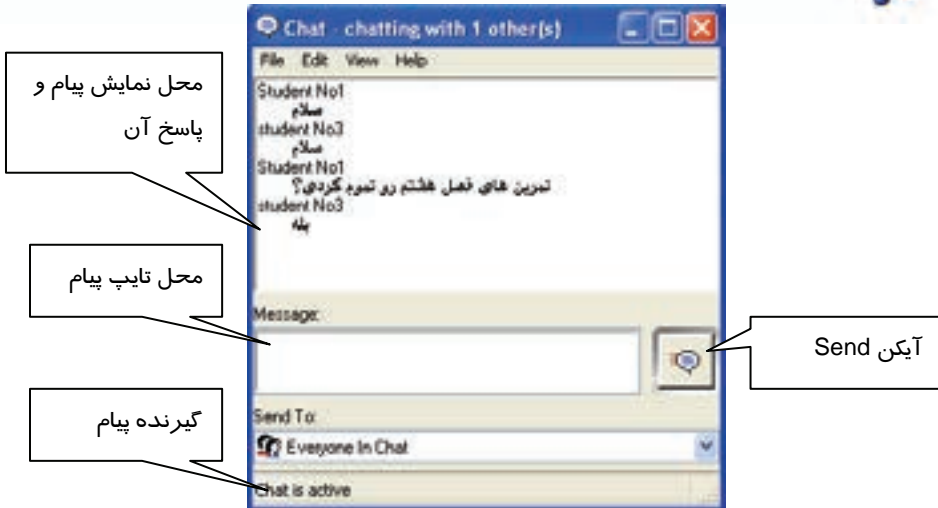 Chat - chatting with 1 other(s)
File Edit View Help
Student No1
سلام
student No3
سلام
Student No1
تمرین های فصل هشتم رو تموم کردی؟
student No3
بله
Message:
Send To:
Everyone In Chat
Chat is active
محل نمایش پیام و
پاسخ آن
محل تایپ پیام
گیرنده پیام
آیکن Send